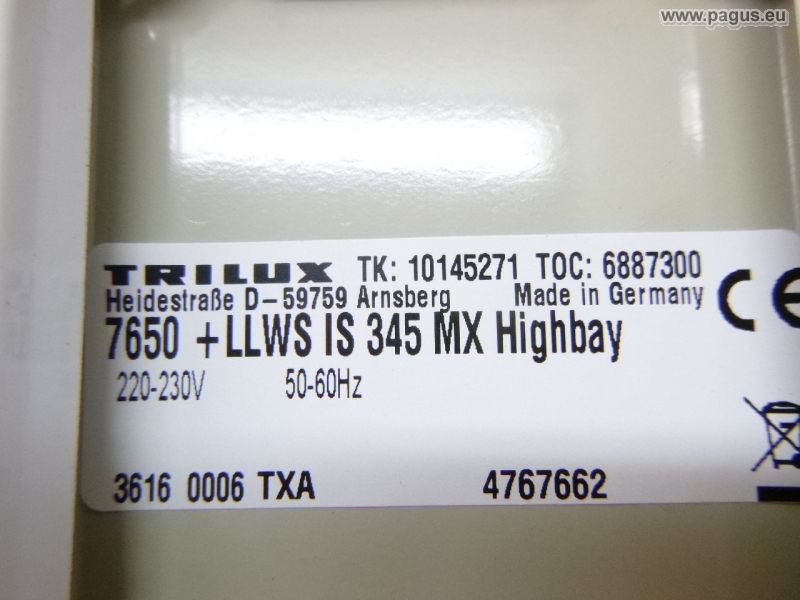 www.pagus.eu
TRILUX TK: 10145271 TOC: 6887300
Heidestraße D-59759 Arnsberg Made in Germany
CE
7650 +LLWS IS 345 MX Highbay
220-230V 50-60Hz
3616 0006 TXA 4767662